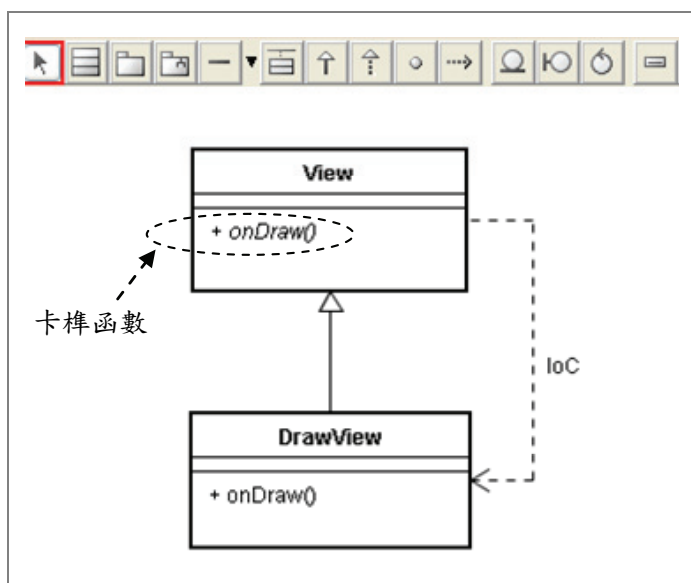 View
+ onDraw()
卡榫函數
IoC
DrawView
+ onDraw()